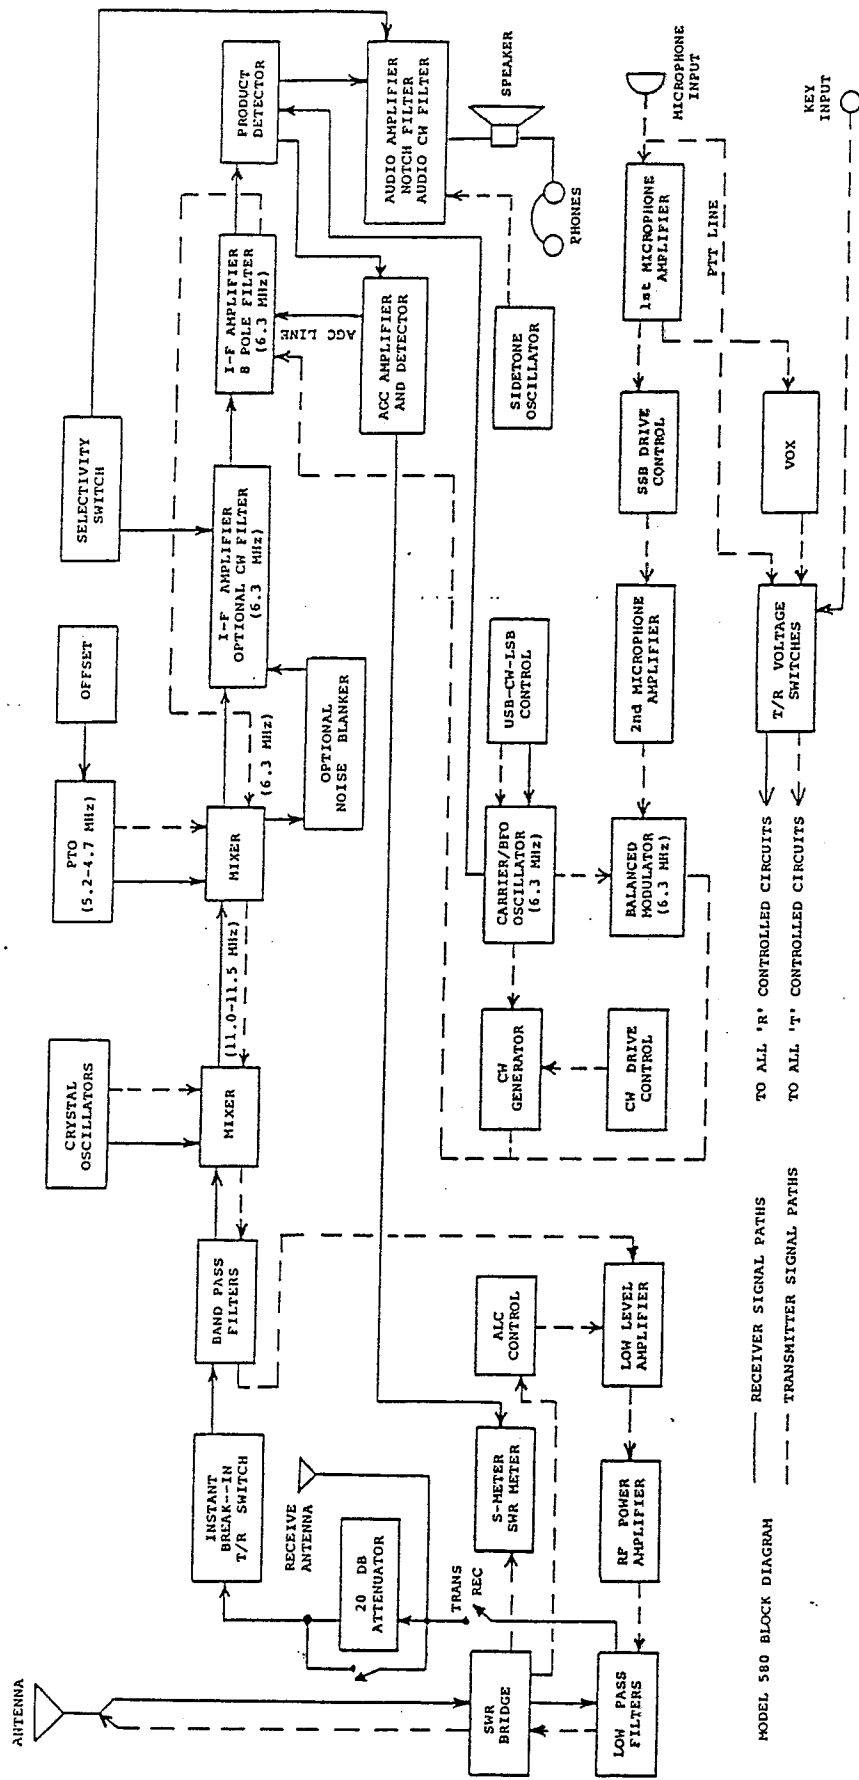 ANTENNA
INSTANT
BREAK--IN
T/R SWITCH
RECEIVE
ANTENNA
20 DB
ATTENUATOR
TRANS
REC
SWR
BRIDGE
LOW PASS
FILTERS
S-METER
SWR METER
RF POWER
AMPLIFIER
ALC
CONTROL
LOW LEVEL
AMPLIFIER
BAND PASS
FILTERS
CRYSTAL
OSCILLATORS
MIXER
(11.0-11.5 MHz)
PTO
(5.2-4.7 MHz)
OFFSET
MIXER
(6.3 MHz)
OPTIONAL
NOISE BLANKER
SELECTIVITY
SWITCH
I-F AMPLIFIER
OPTIONAL CW FILTER
(6.3 MHz)
I-F AMPLIFIER
8 POLE FILTER
(6.3 MHz)
AGC LINE
AGC AMPLIFIER
AND DETECTOR
PRODUCT
DETECTOR
AUDIO AMPLIFIER
NOTCH FILTER
AUDIO CW FILTER
SPEAKER
PHONES
SIDETONE
OSCILLATOR
CW
GENERATOR
CW DRIVE
CONTROL
CARRIER/BFO
OSCILLATOR
(6.3 MHz)
BALANCED
MODULATOR
(6.3 MHz)
USB-CW-LSB
CONTROL
2nd MICROPHONE
AMPLIFIER
SSB DRIVE
CONTROL
1st MICROPHONE
AMPLIFIER
MICROPHONE
INPUT
PTT LINE
VOX
T/R VOLTAGE
SWITCHES
KEY
INPUT
TO ALL 'R' CONTROLLED CIRCUITS
TO ALL 'T' CONTROLLED CIRCUITS
RECEIVER SIGNAL PATHS
TRANSMITTER SIGNAL PATHS
MODEL 580 BLOCK DIAGRAM